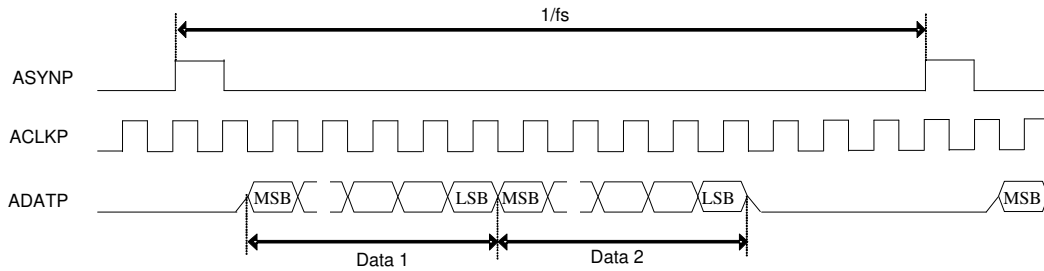 1/fs
ASYNP
ACLKP
ADATP MSB LSB MSB LSB MSB
Data 1 Data 2